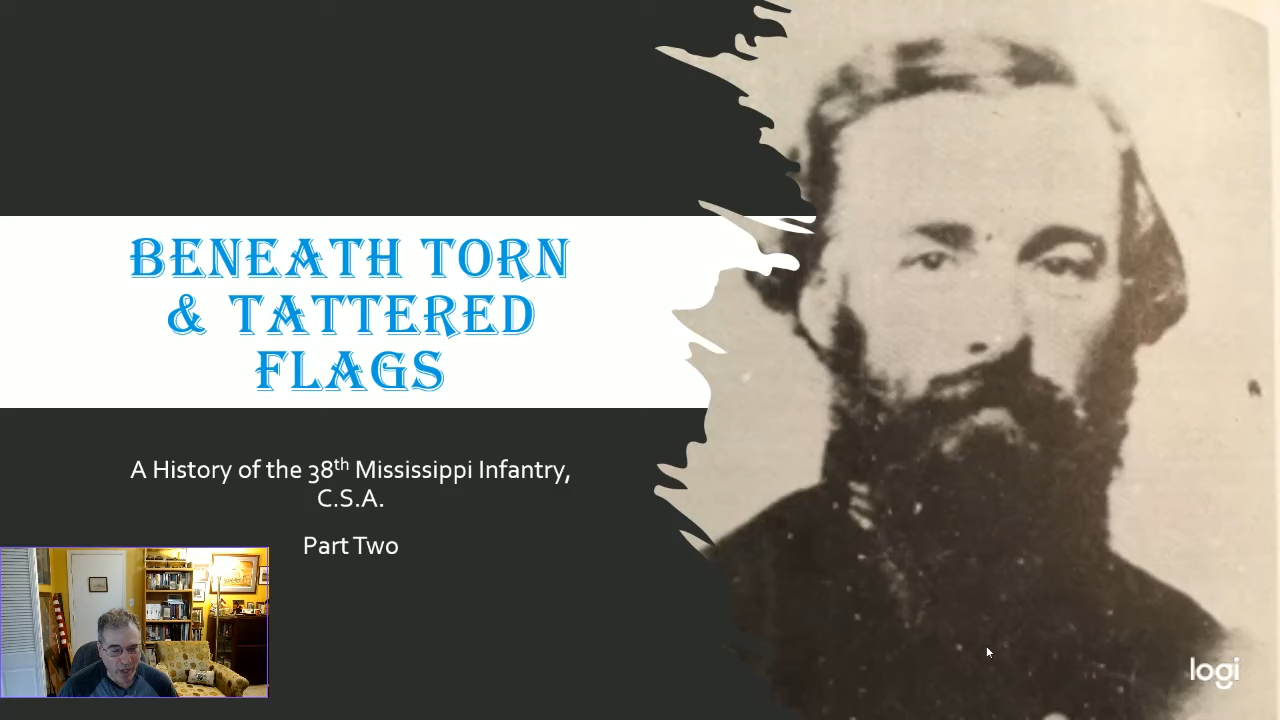 BENEATH TORN
& TATTERED
FLAGS
A History of the 38th Mississippi Infantry,
C.S.A.
Part Two
logi